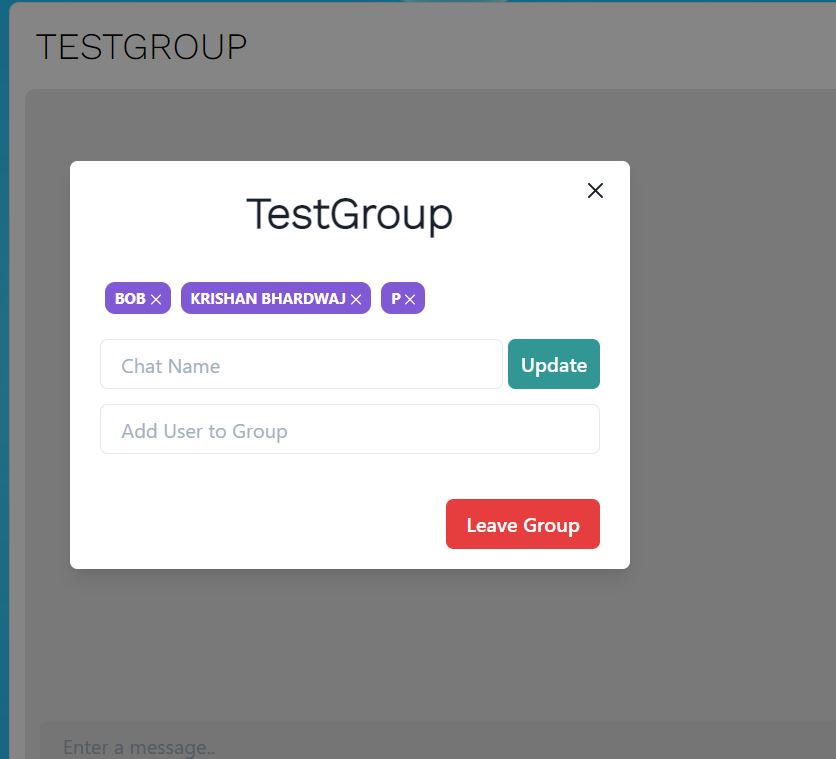 TESTGROUP
TestGroup
BOB KRISHAN BHARDWAJ P
Chat Name Update
Add User to Group
Leave Group
Enter a message..